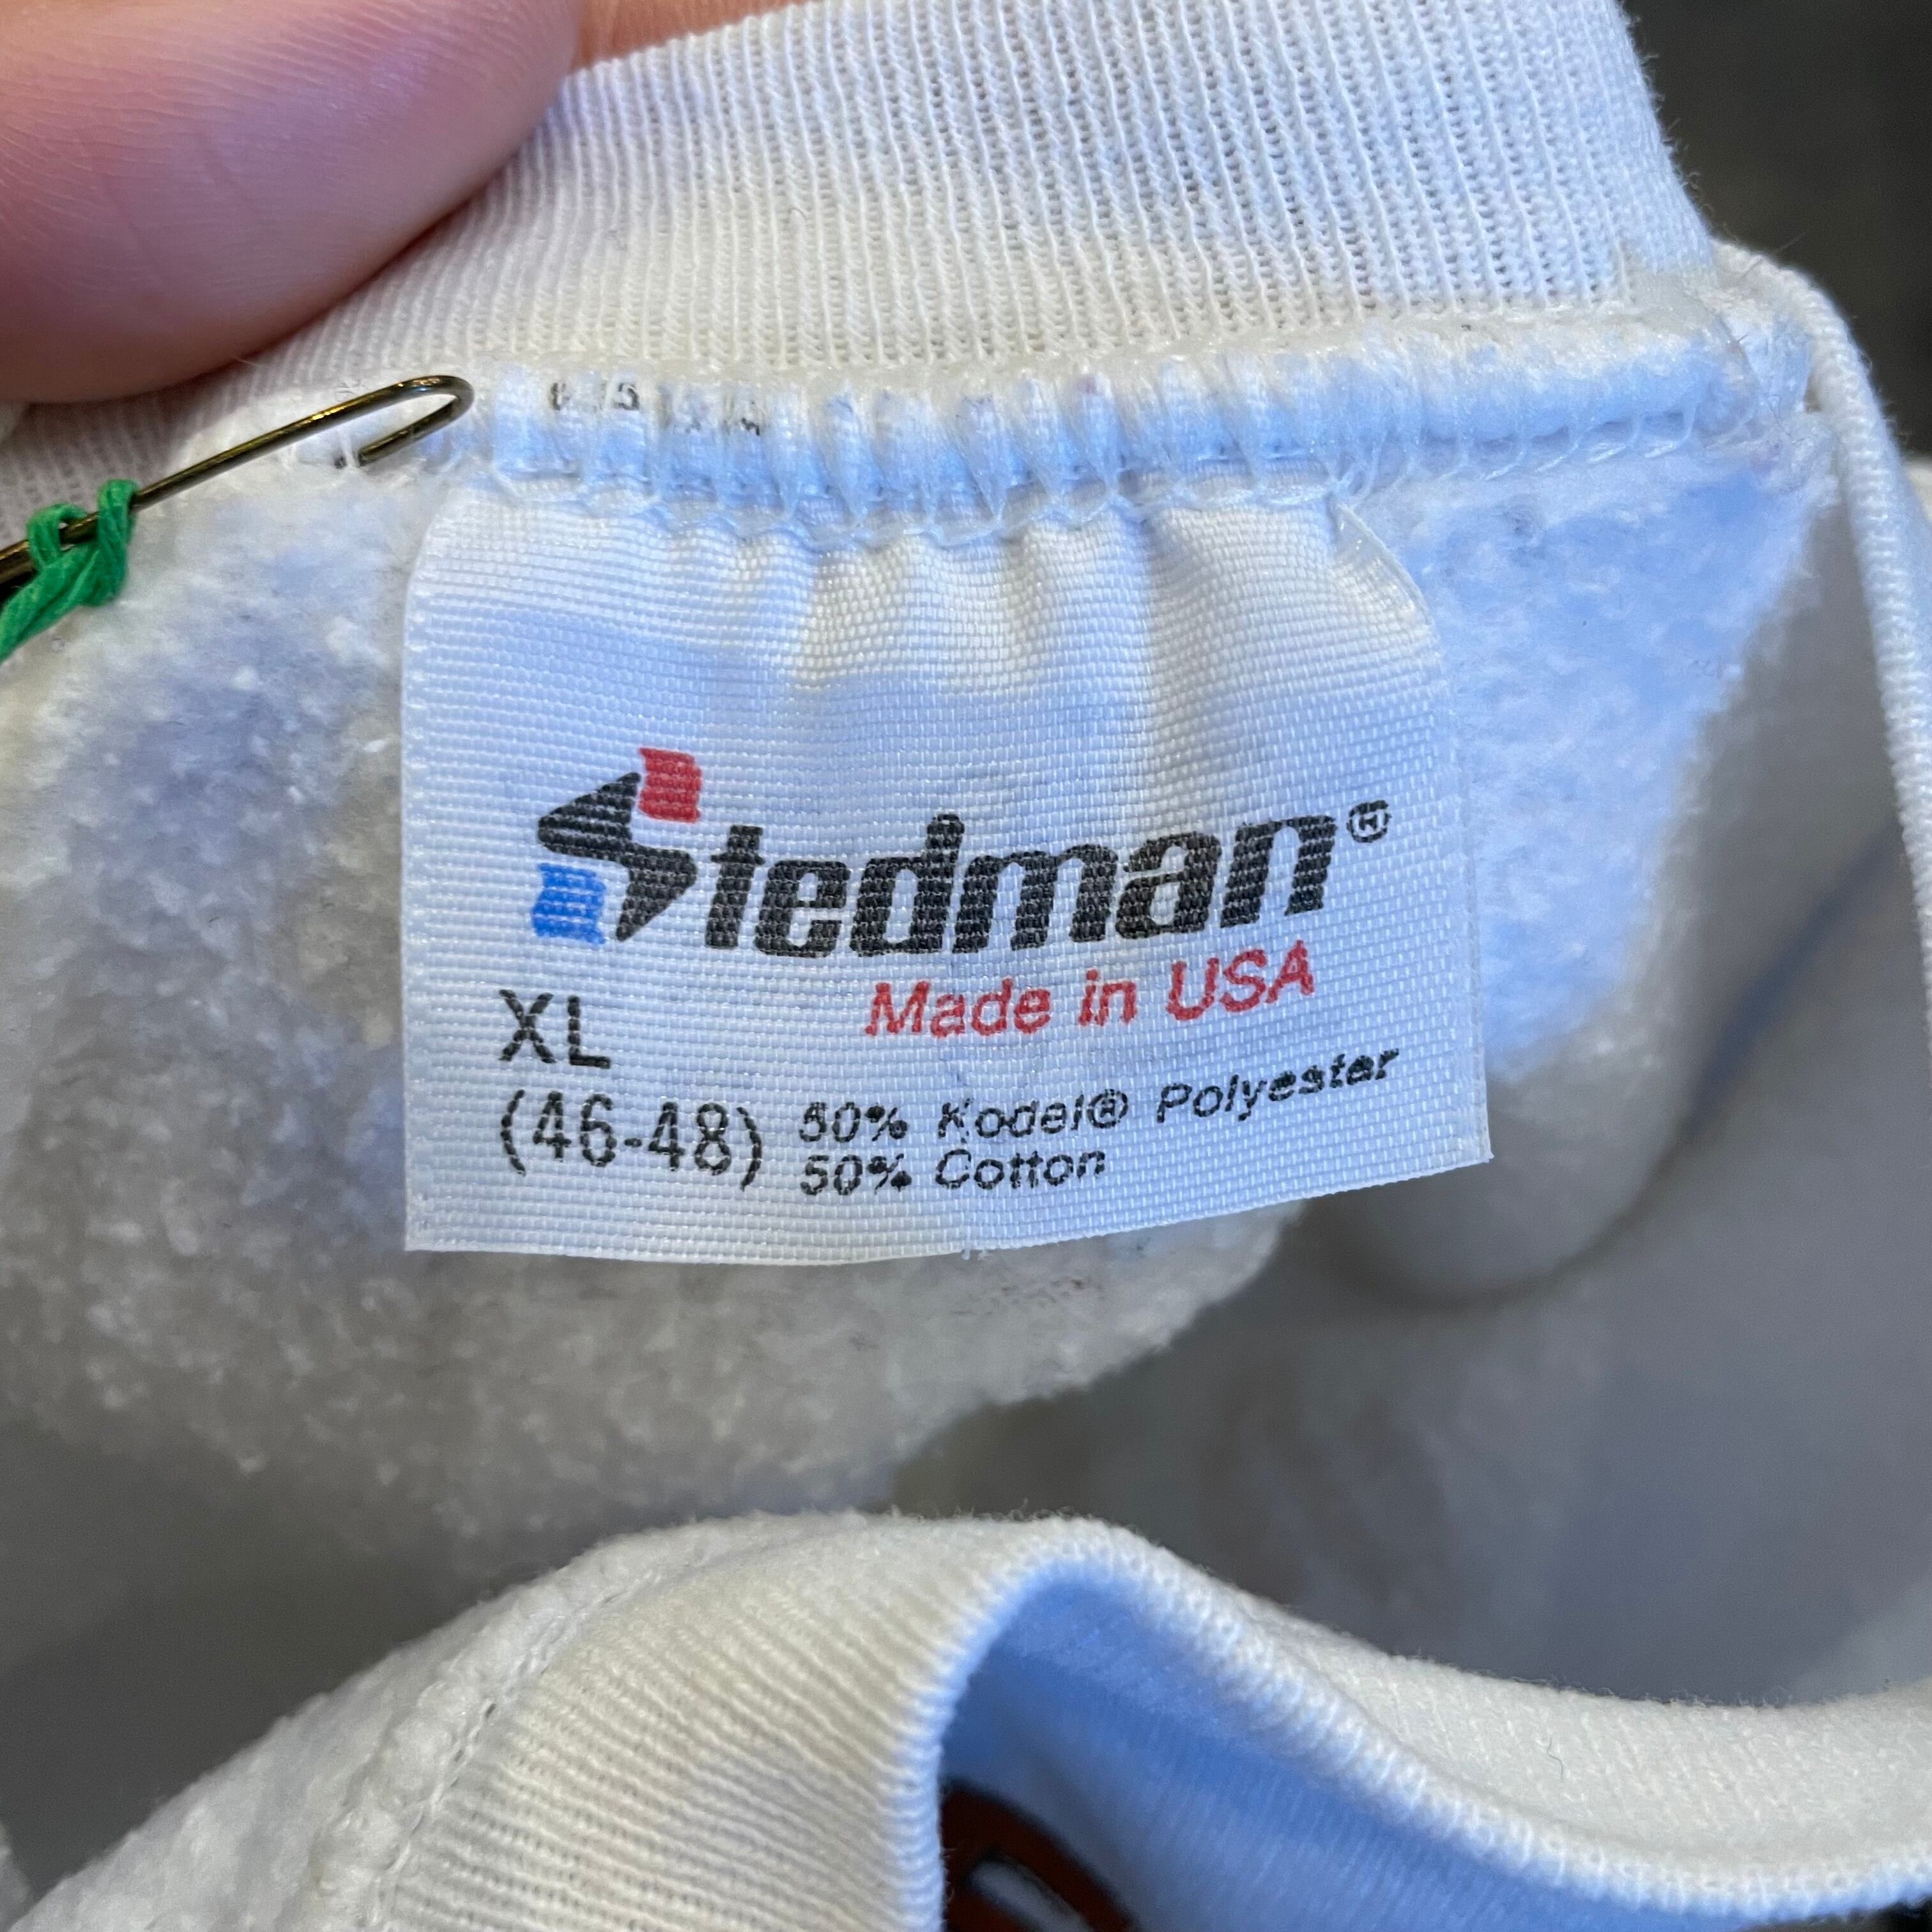 Stedman®
Made in USA
XL
(46-48)
50% Kodel® Polyester
50% Cotton